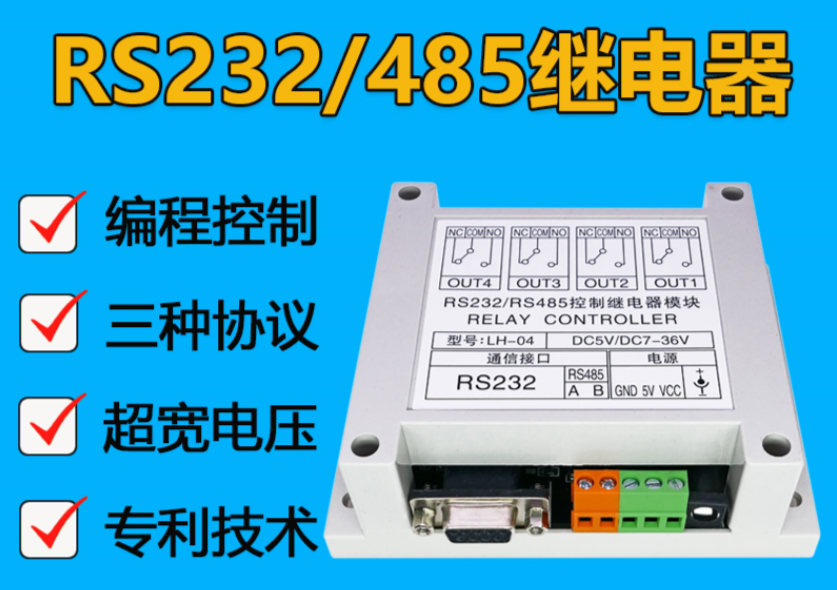 RS232/485继电器
编程控制
三种协议
超宽电压
专利技术
NC COM NO NC COM NO NC COM NO NC COM NO
OUT4 OUT3 OUT2 OUT1
RS232/RS485控制继电器模块
RELAY CONTROLLER
型号:LH-04 DC5V/DC7-36V
通信接口 电源
RS232 RS485
A B GND 5V VCC